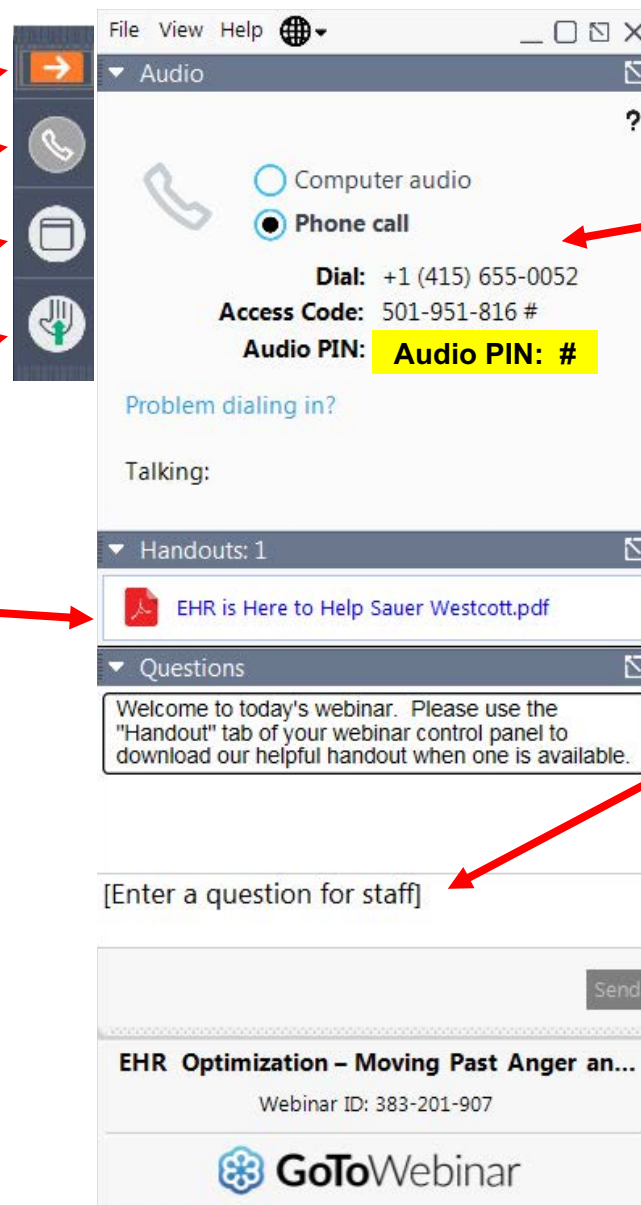 File View Help
Audio
?
Computer audio
Phone call
Dial: +1 (415) 655-0052
Access Code: 501-951-816 #
Audio PIN: Audio PIN: #
Problem dialing in?
Talking:
Handouts: 1
EHR is Here to Help Sauer Westcott.pdf
Questions
Welcome to today's webinar. Please use the
"Handout" tab of your webinar control panel to
download our helpful handout when one is available.
[Enter a question for staff]
Send
EHR Optimization – Moving Past Anger an...
Webinar ID: 383-201-907
GoToWebinar